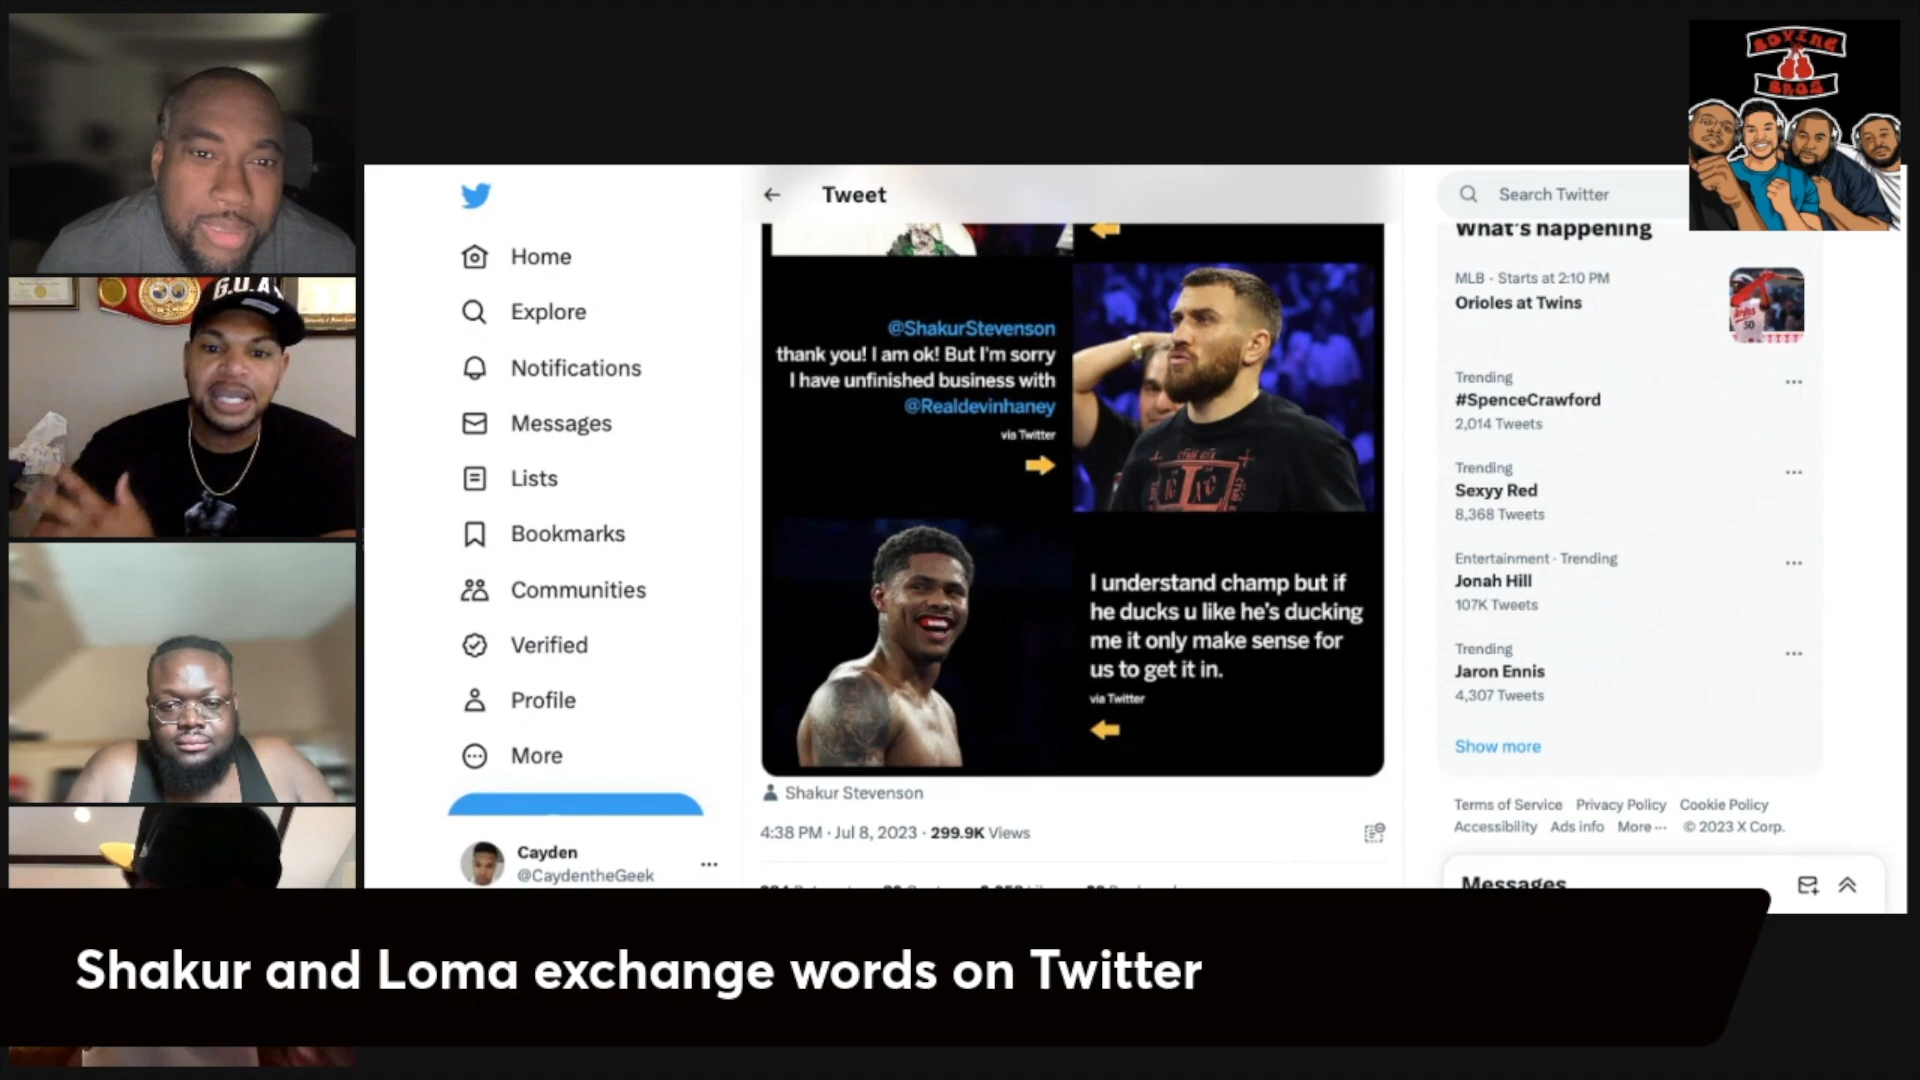 BOXING
BROS
G.O.A
Tweet
Search Twitter
Home
Explore
Notifications
Messages
Lists
Bookmarks
Communities
Verified
Profile
More
Cayden
@CaydentheGeek
@ShakurStevenson
thank you! I am ok! But I'm sorry
I have unfinished business with
@Realdevinhaney
via Twitter
I understand champ but if
he ducks u like he's ducking
me it only make sense for
us to get it in.
via Twitter
Shakur Stevenson
4:38 PM · Jul 8, 2023 · 299.9K Views
What's happening
MLB · Starts at 2:10 PM
Orioles at Twins
Trending
#SpenceCrawford
2,014 Tweets
Trending
Sexyy Red
8,368 Tweets
Entertainment · Trending
Jonah Hill
107K Tweets
Trending
Jaron Ennis
4,307 Tweets
Show more
Terms of Service Privacy Policy Cookie Policy
Accessibility Ads info More ··· © 2023 X Corp.
Messages
Shakur and Loma exchange words on Twitter